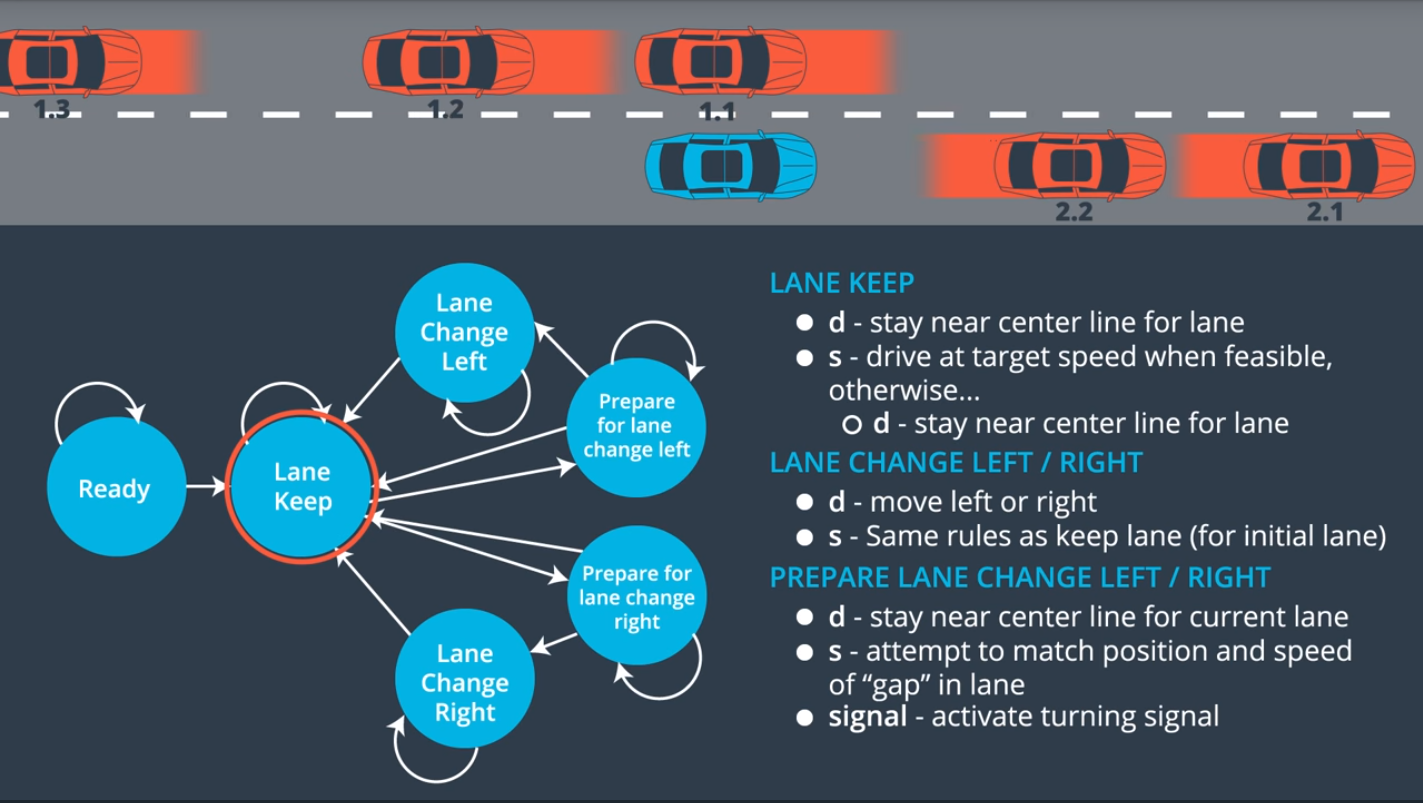 1.3
1.2
1.1
2.2
2.1
Lane
Change
Left
Prepare
for lane
change left
Ready
Lane
Keep
Prepare for
lane change
right
Lane
Change
Right
LANE KEEP
d - stay near center line for lane
s - drive at target speed when feasible,
otherwise...
d - stay near center line for lane
LANE CHANGE LEFT / RIGHT
d - move left or right
s - Same rules as keep lane (for initial lane)
PREPARE LANE CHANGE LEFT / RIGHT
d - stay near center line for current lane
s - attempt to match position and speed
of “gap” in lane
signal - activate turning signal